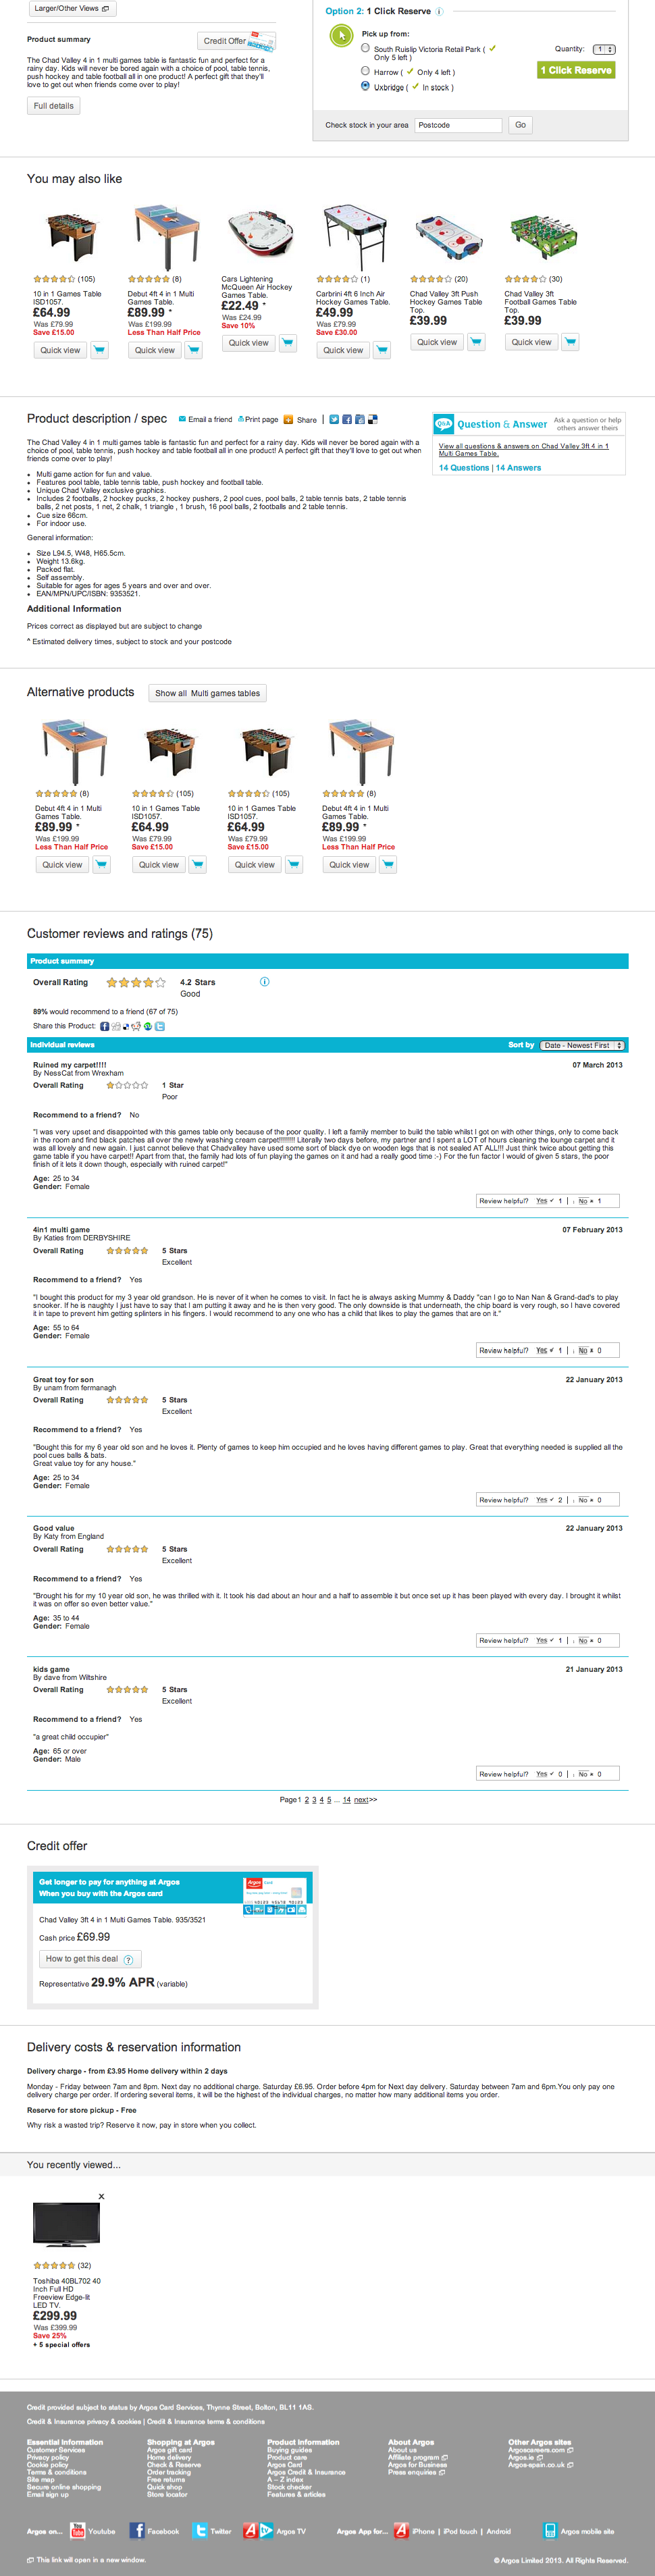 Larger/Other Views
Product summary
Credit Offer
The Chad Valley 4 in 1 multi games table is fantastic fun and perfect for a
rainy day. Kids will never be bored again with a choice of pool, table tennis,
push hockey and table football all in one product! A perfect gift that they'll
love to get out when friends come over to play!
Full details
Option 2: 1 Click Reserve
Pick up from:
South Ruislip Victoria Retail Park ( ✓
Only 5 left )
Harrow ( ✓ Only 4 left )
Uxbridge ( ✓ In stock )
Quantity: 1
1 Click Reserve
Check stock in your area Postcode Go
You may also like
(105)
10 in 1 Games Table
ISD1057.
£64.99
Was £79.99
Save £15.00
Quick view
(8)
Debut 4ft 4 in 1 Multi
Games Table.
£89.99 *
Was £199.99
Less Than Half Price
Quick view
Cars Lightening
McQueen Air Hockey
Games Table.
£22.49 *
Was £24.99
Save 10%
Quick view
(1)
Carbrini 4ft 6 Inch Air
Hockey Games Table.
£49.99
Was £79.99
Save £30.00
Quick view
(20)
Chad Valley 3ft Push
Hockey Games Table
Top.
£39.99
Quick view
(30)
Chad Valley 3ft
Football Games Table
Top.
£39.99
Quick view
Product description / spec
Email a friend Print page Share |
Q&A Question & Answer
Ask a question or help
others answer theirs
View all questions & answers on Chad Valley 3ft 4 in 1
Multi Games Table.
14 Questions | 14 Answers
The Chad Valley 4 in 1 multi games table is fantastic fun and perfect for a rainy day. Kids will never be bored again with a
choice of pool, table tennis, push hockey and table football all in one product! A perfect gift that they'll love to get out when
friends come over to play!
• Multi game action for fun and value.
• Features pool table, table tennis table, push hockey and football table.
• Unique Chad Valley exclusive graphics.
• Includes 2 footballs, 2 hockey pucks, 2 hockey pushers, 2 pool cues, pool balls, 2 table tennis bats, 2 table tennis
balls, 2 net posts, 1 net, 2 chalk, 1 triangle , 1 brush, 16 pool balls, 2 footballs and 2 table tennis.
• Cue size 66cm.
• For indoor use.
General information:
• Size L94.5, W48, H65.5cm.
• Weight 13.6kg.
• Packed flat.
• Self assembly.
• Suitable for ages for ages 5 years and over and over.
• EAN/MPN/UPC/ISBN: 9353521.
Additional Information
Prices correct as displayed but are subject to change
^ Estimated delivery times, subject to stock and your postcode
Alternative products
Show all Multi games tables
(8)
Debut 4ft 4 in 1 Multi
Games Table.
£89.99 *
Was £199.99
Less Than Half Price
Quick view
(105)
10 in 1 Games Table
ISD1057.
£64.99
Was £79.99
Save £15.00
Quick view
(105)
10 in 1 Games Table
ISD1057.
£64.99
Was £79.99
Save £15.00
Quick view
(8)
Debut 4ft 4 in 1 Multi
Games Table.
£89.99 *
Was £199.99
Less Than Half Price
Quick view
Customer reviews and ratings (75)
Product summary
Overall Rating 4.2 Stars
Good
89% would recommend to a friend (67 of 75)
Share this Product:
Individual reviews
Sort by Date - Newest First
Ruined my carpet!!!! 07 March 2013
By NessCat from Wrexham
Overall Rating 1 Star
Poor
Recommend to a friend? No
"I was very upset and disappointed with this games table only because of the poor quality. I left a family member to build the table whilst I got on with other things, only to come back
in the room and find black patches all over the newly washing cream carpet!!!!!!!!! Literally two days before, my partner and I spent a LOT of hours cleaning the lounge carpet and it
was all lovely and new again. I just cannot believe that Chadvalley have used some sort of black dye on wooden legs that is not sealed AT ALL!!! Just think twice about getting this
game table if you have carpet!! Apart from that, the family had lots of fun playing the games on it and had a really good time :-) For the fun factor I would of given 5 stars, the poor
finish of it lets it down though, especially with ruined carpet!"
Age: 25 to 34
Gender: Female
Review helpful? Yes ✓ 1 | No × 1
4in1 multi game 07 February 2013
By Katies from DERBYSHIRE
Overall Rating 5 Stars
Excellent
Recommend to a friend? Yes
"I bought this product for my 3 year old grandson. He is never of it when he comes to visit. In fact he is always asking Mummy & Daddy "can I go to Nan Nan & Grand-dad's to play
snooker. If he is naughty I just have to say that I am putting it away and he is then very good. The only downside is that underneath, the chip board is very rough, so I have covered
it in tape to prevent him getting splinters in his fingers. I would recommend to any one who has a child that likes to play the games that are on it."
Age: 55 to 64
Gender: Female
Review helpful? Yes ✓ 1 | No × 0
Great toy for son 22 January 2013
By unam from fermanagh
Overall Rating 5 Stars
Excellent
Recommend to a friend? Yes
"Bought this for my 6 year old son and he loves it. Plenty of games to keep him occupied and he loves having different games to play. Great that everything needed is supplied all the
pool cues balls & bats.
Great value toy for any house."
Age: 25 to 34
Gender: Female
Review helpful? Yes ✓ 2 | No × 0
Good value 22 January 2013
By Katy from England
Overall Rating 5 Stars
Excellent
Recommend to a friend? Yes
"Brought his for my 10 year old son, he was thrilled with it. It took his dad about an hour and a half to assemble it but once set up it has been played with every day. I brought it whilst
it was on offer so even better value."
Age: 35 to 44
Gender: Female
Review helpful? Yes ✓ 1 | No × 0
kids game 21 January 2013
By dave from Wiltshire
Overall Rating 5 Stars
Excellent
Recommend to a friend? Yes
"a great child occupier"
Age: 65 or over
Gender: Male
Review helpful? Yes ✓ 0 | No × 0
Page 1 2 3 4 5 ... 14 next>>
Credit offer
Get longer to pay for anything at Argos
When you buy with the Argos card
Argos Card
Chad Valley 3ft 4 in 1 Multi Games Table. 935/3521
Cash price £69.99
How to get this deal ?
Representative 29.9% APR (variable)
Delivery costs & reservation information
Delivery charge - from £3.95 Home delivery within 2 days
Monday - Friday between 7am and 8pm. Next day no additional charge. Saturday £6.95. Order before 4pm for Next day delivery. Saturday between 7am and 6pm.You only pay one
delivery charge per order. If ordering several items, it will be the highest of the individual charges, no matter how many additional items you order.
Reserve for store pickup - Free
Why risk a wasted trip? Reserve it now, pay in store when you collect.
You recently viewed...
X
(32)
Toshiba 40BL702 40
Inch Full HD
Freeview Edge-lit
LED TV.
£299.99
Was £399.99
Save 25%
+ 5 special offers
Credit provided subject to status by Argos Card Services, Thynne Street, Bolton, BL11 1AS.
Credit & Insurance privacy & cookies | Credit & Insurance terms & conditions
Essential Information
Customer Services
Privacy policy
Cookie policy
Terms & conditions
Site map
Secure online shopping
Email sign up
Shopping at Argos
Argos gift card
Home delivery
Check & Reserve
Order tracking
Free returns
Quick shop
Store locator
Product Information
Buying guides
Product care
Argos Card
Argos Credit & Insurance
A – Z index
Stock checker
Features & articles
About Argos
About us
Affiliate program
Argos for Business
Press enquiries
Other Argos sites
Argoscareers.com
Argos.ie
Argos-spain.co.uk
Argos on... Youtube Facebook Twitter Argos TV Argos App for... iPhone | iPod touch | Android Argos mobile site
This link will open in a new window.
© Argos Limited 2013. All Rights Reserved.